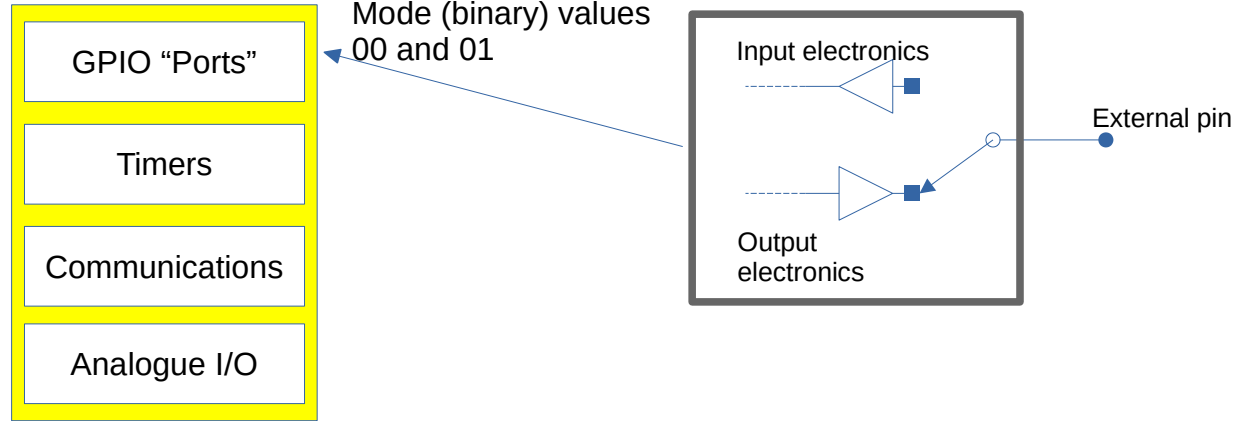 GPIO “Ports”
Timers
Communications
Analogue I/O
Mode (binary) values
00 and 01
Input electronics
Output
electronics
External pin